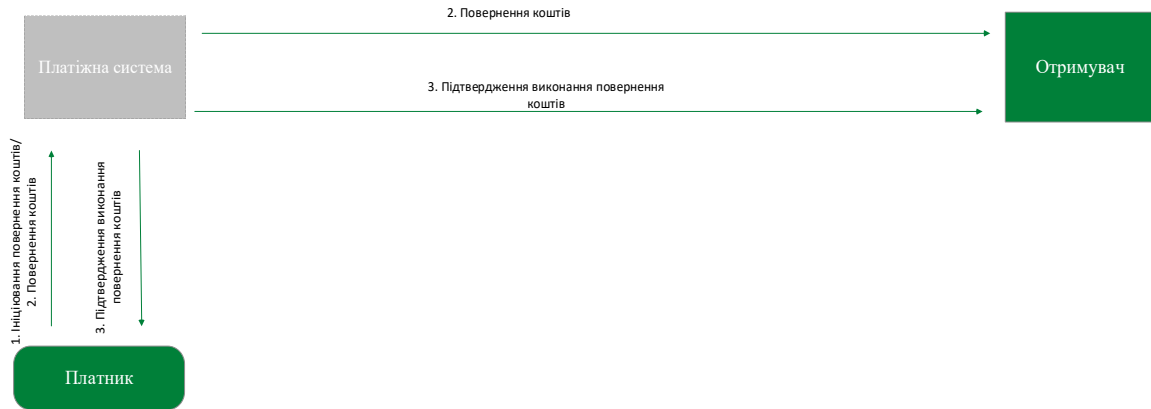 2. Повернення коштів
Платіжна система
Отримувач
3. Підтвердження виконання повернення
коштів
1. Ініціювання повернення коштів/
2. Повернення коштів
3. Підтвердження виконання
повернення коштів
Платник